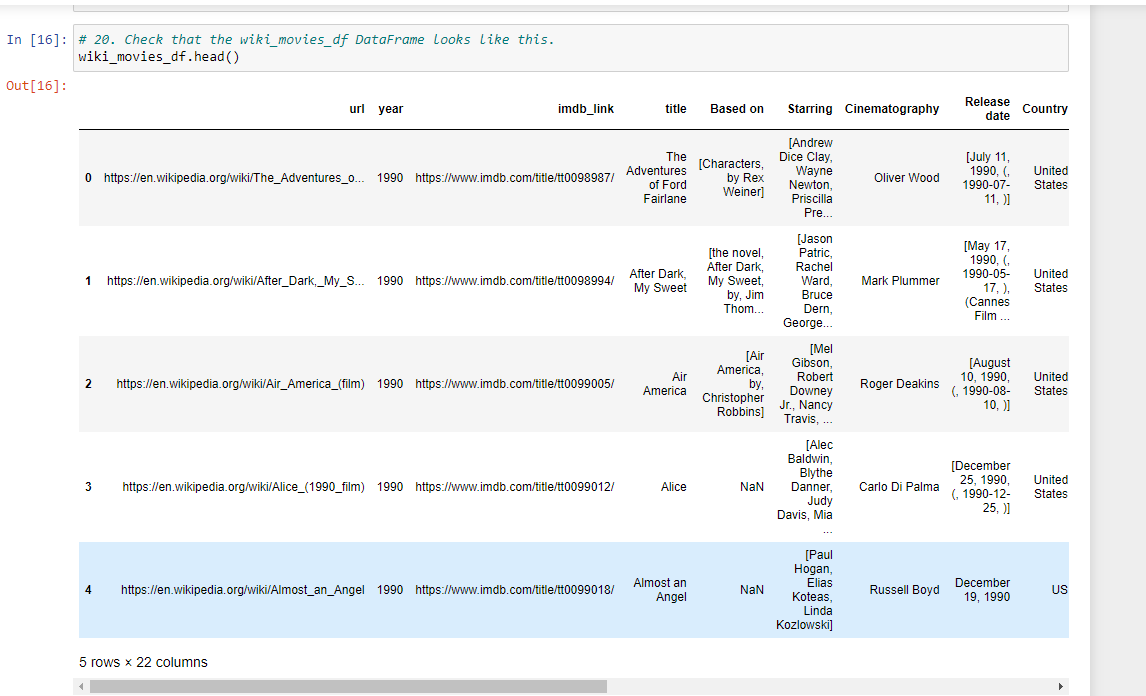 In [16]: # 20. Check that the wiki_movies_df DataFrame looks like this.
wiki_movies_df.head()
Out[16]:
url year imdb_link title Based on Starring Cinematography Release date Country
0 https://en.wikipedia.org/wiki/The_Adventures_o... 1990 https://www.imdb.com/title/tt0098987/ The Adventures of Ford Fairlane [Characters, by Rex Weiner] [Andrew Dice Clay, Wayne Newton, Priscilla Pre... Oliver Wood [July 11, 1990, (, 1990-07-11, )] United States
1 https://en.wikipedia.org/wiki/After_Dark,_My_S... 1990 https://www.imdb.com/title/tt0098994/ After Dark, My Sweet [the novel, After Dark, My Sweet, by, Jim Thom... [Jason Patric, Rachel Ward, Bruce Dern, George... Mark Plummer [May 17, 1990, (, 1990-05-17, ), (Cannes Film ... United States
2 https://en.wikipedia.org/wiki/Air_America_(film) 1990 https://www.imdb.com/title/tt0099005/ Air America [Air America, by, Christopher Robbins] [Mel Gibson, Robert Downey Jr., Nancy Travis, ... Roger Deakins [August 10, 1990, (, 1990-08-10, )] United States
3 https://en.wikipedia.org/wiki/Alice_(1990_film) 1990 https://www.imdb.com/title/tt0099012/ Alice NaN [Alec Baldwin, Blythe Danner, Judy Davis, Mia ... Carlo Di Palma [December 25, 1990, (, 1990-12-25, )] United States
4 https://en.wikipedia.org/wiki/Almost_an_Angel 1990 https://www.imdb.com/title/tt0099018/ Almost an Angel NaN [Paul Hogan, Elias Koteas, Linda Kozlowski] Russell Boyd December 19, 1990 US
5 rows × 22 columns